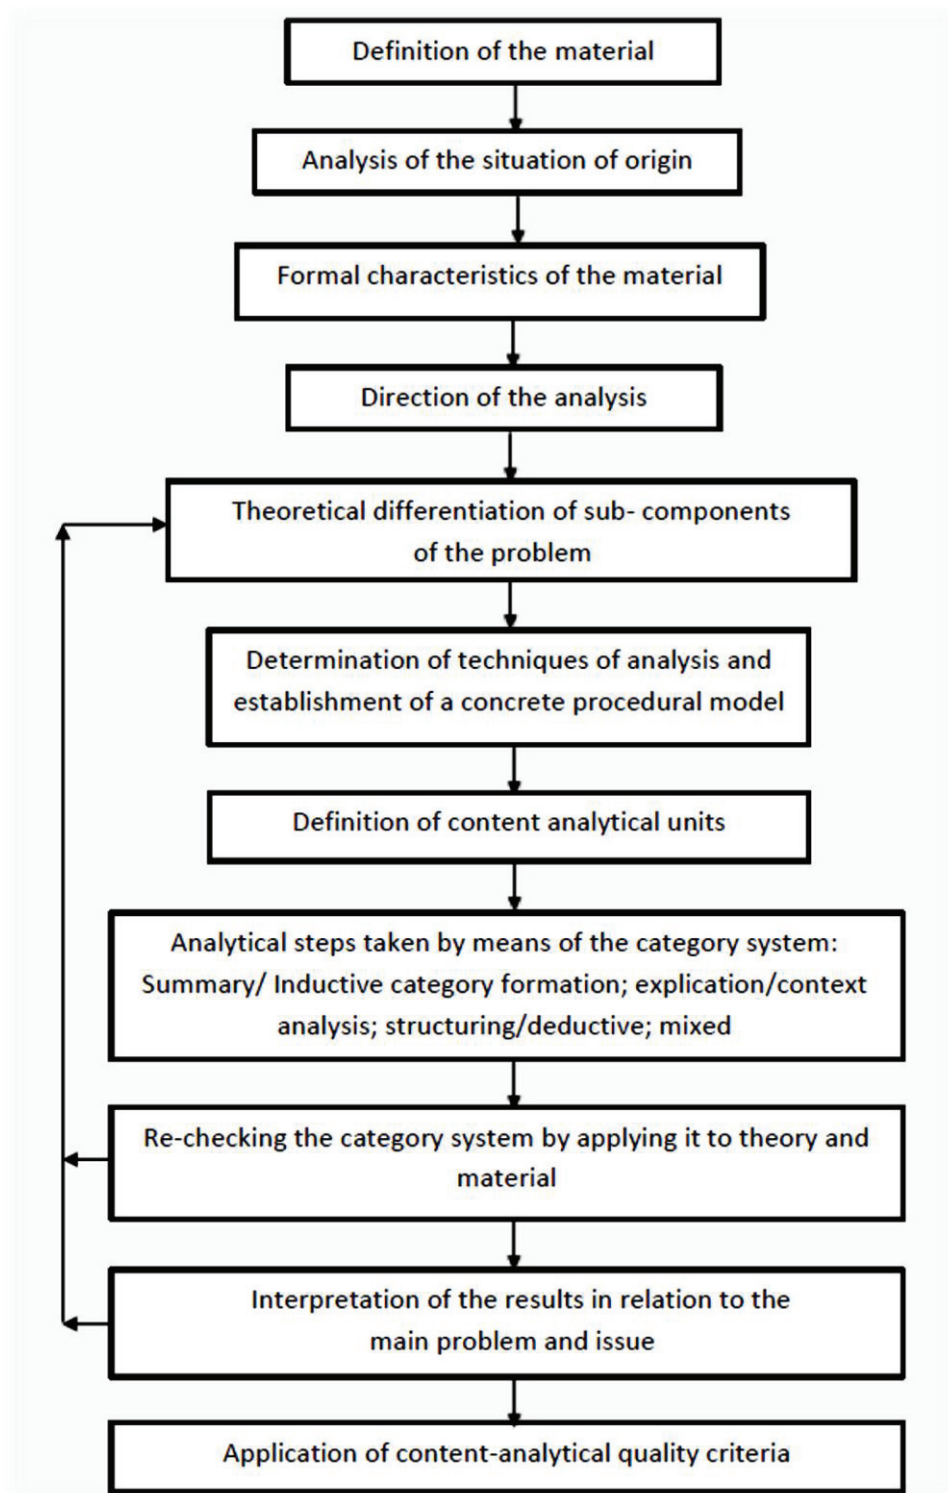 Definition of the material
Analysis of the situation of origin
Formal characteristics of the material
Direction of the analysis
Theoretical differentiation of sub- components
of the problem
Determination of techniques of analysis and
establishment of a concrete procedural model
Definition of content analytical units
Analytical steps taken by means of the category system:
Summary/ Inductive category formation; explication/context
analysis; structuring/deductive; mixed
Re-checking the category system by applying it to theory and
material
Interpretation of the results in relation to the
main problem and issue
Application of content-analytical quality criteria